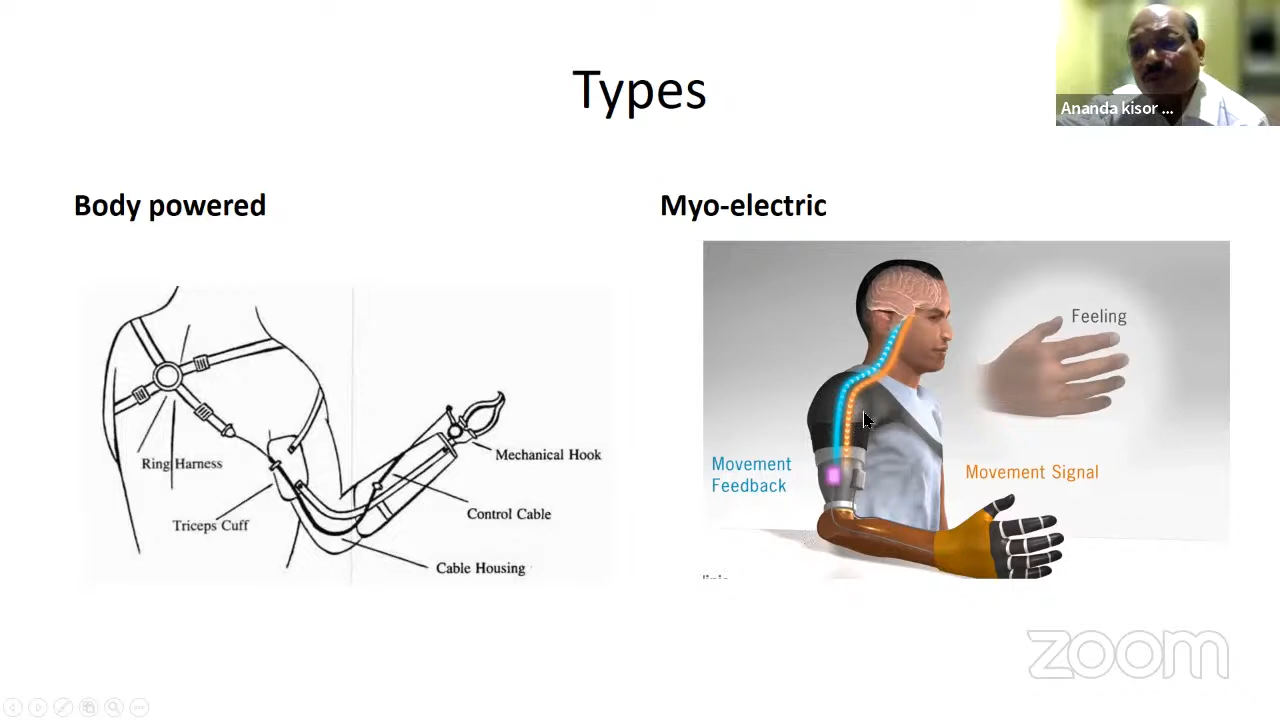 Types
Ananda kisor ...
Body powered
Myo-electric
Ring Harness
Triceps Cuff
Mechanical Hook
Control Cable
Cable Housing
Feeling
Movement
Feedback
Movement Signal
zoom